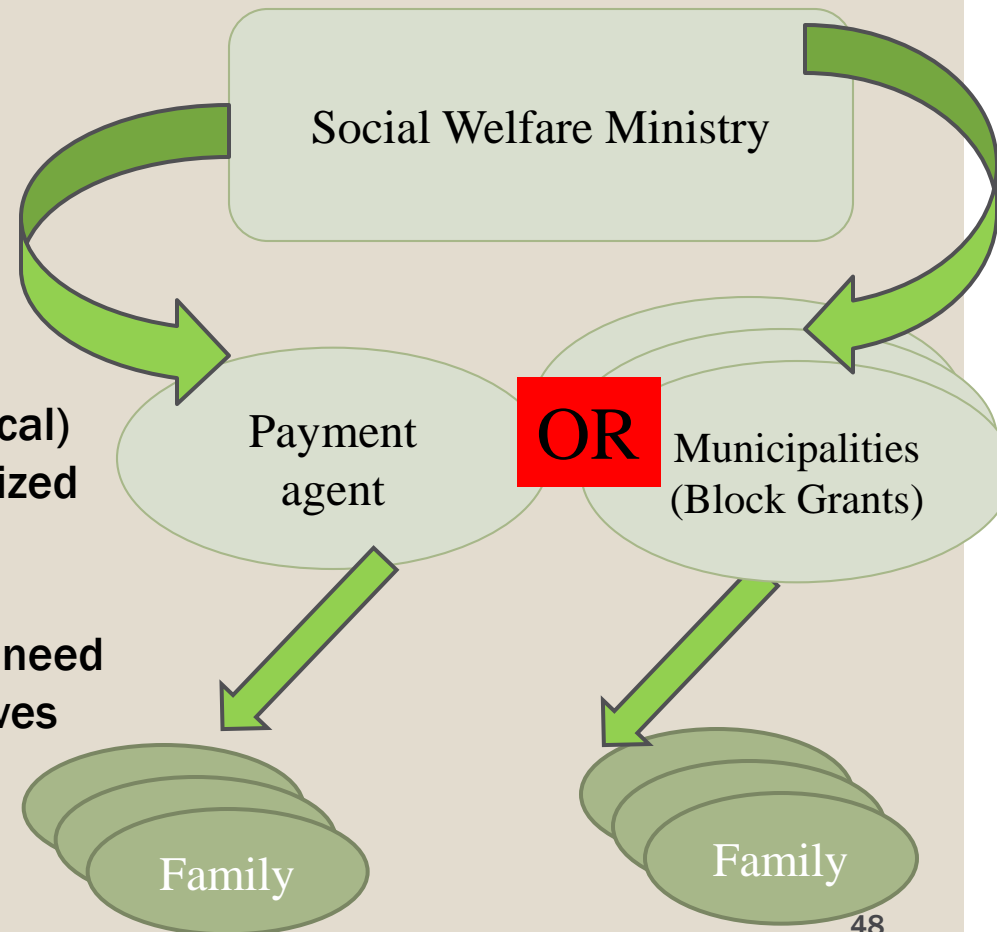 Social Welfare Ministry
Payment
agent
OR
Municipalities
(Block Grants)
cal)
ized
need
ves
Family
Family
48